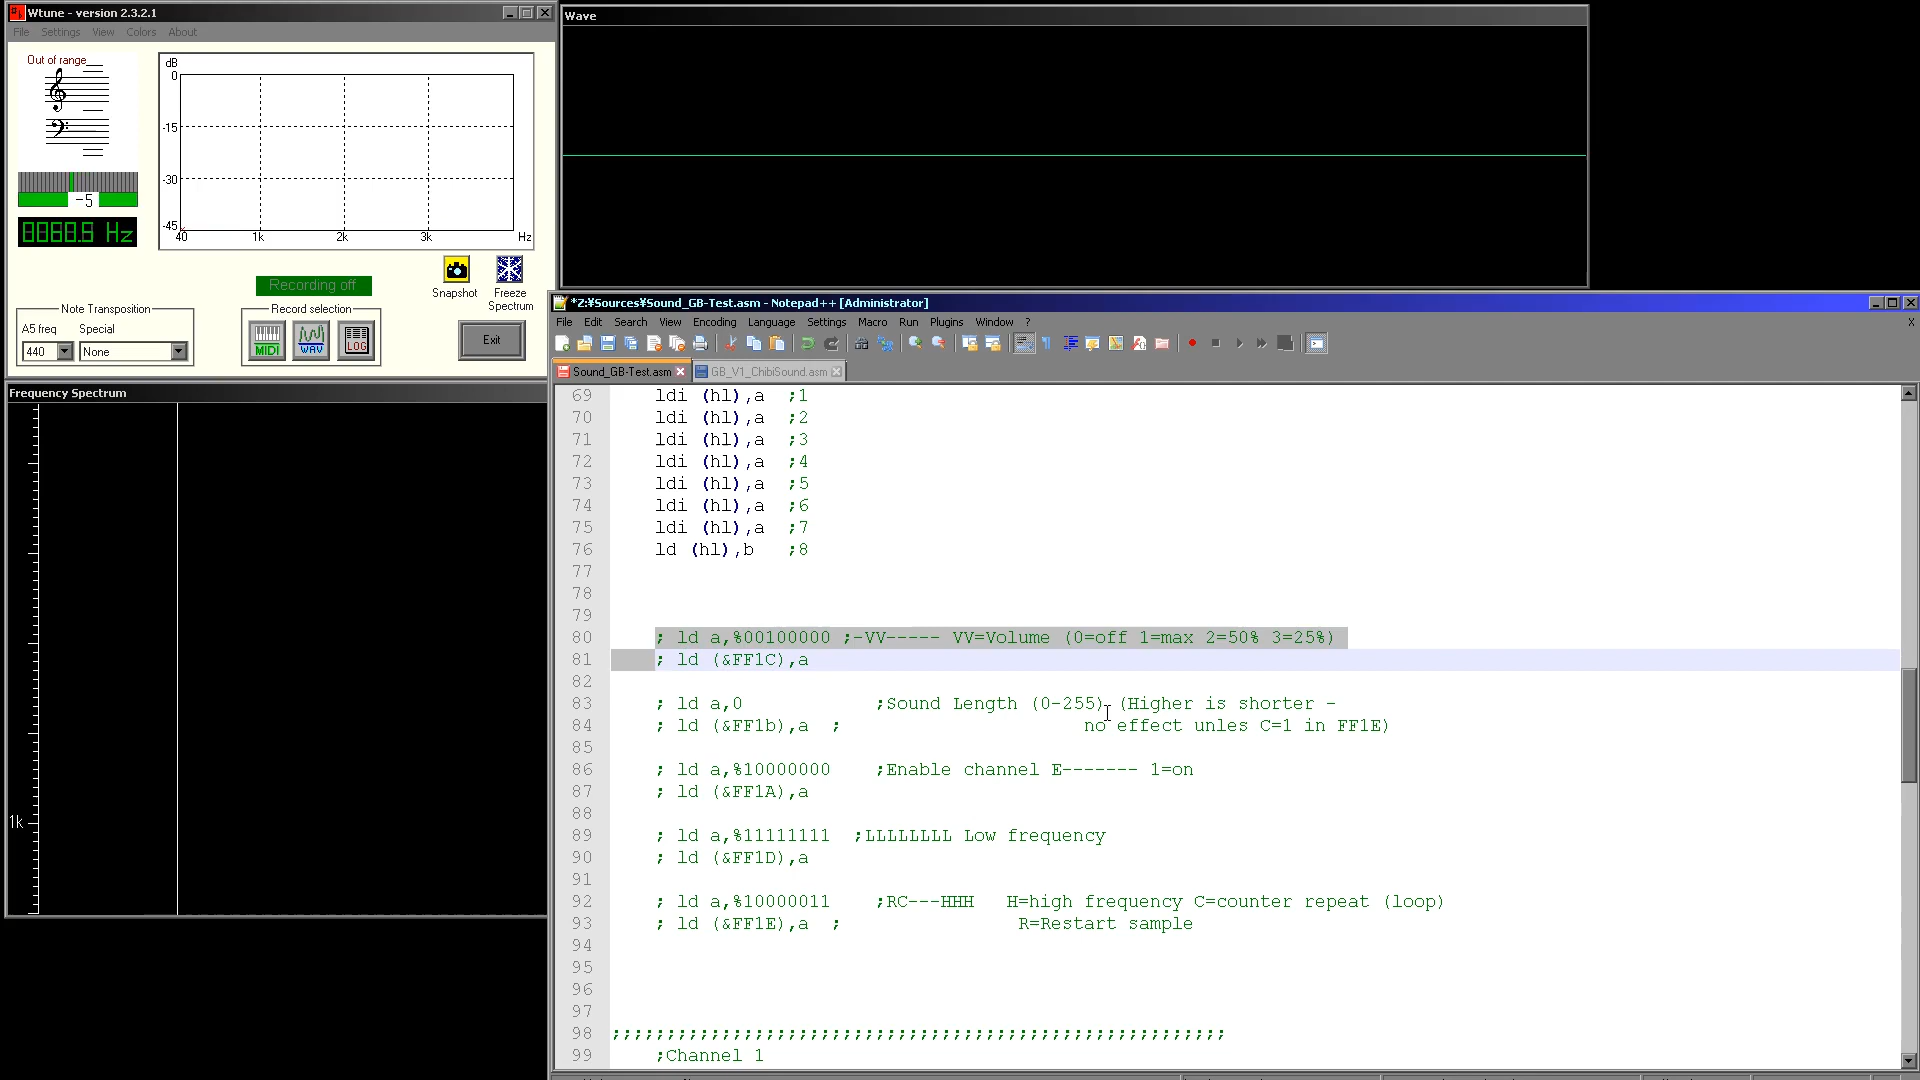 Wtune - version 2.3.2.1
File Settings View Colors About
Out of range
-5
0060.5 Hz
dB
0
-15
-30
-45
40 1k 2k 3k Hz
Recording off
Snapshot
Freeze
Spectrum
Note Transposition
A5 freq Special
440 None
Record selection
MIDI WAV LOG
Exit
Frequency Spectrum
1k
Wave
*Z:¥Sources¥Sound_GB-Test.asm - Notepad++ [Administrator]
File Edit Search View Encoding Language Settings Macro Run Plugins Window ?
X
Sound_GB-Test.asm GB_V1_ChibiSound.asm
69 ldi (hl),a ;1
70 ldi (hl),a ;2
71 ldi (hl),a ;3
72 ldi (hl),a ;4
73 ldi (hl),a ;5
74 ldi (hl),a ;6
75 ldi (hl),a ;7
76 ld (hl),b ;8
77
78
79
80 ; ld a,%00100000 ;-VV----- VV=Volume (0=off 1=max 2=50% 3=25%)
81 ; ld (&FF1C),a
82
83 ; ld a,0 ;Sound Length (0-255) (Higher is shorter -
84 ; ld (&FF1b),a ; no effect unles C=1 in FF1E)
85
86 ; ld a,%10000000 ;Enable channel E------- 1=on
87 ; ld (&FF1A),a
88
89 ; ld a,%11111111 ;LLLLLLLL Low frequency
90 ; ld (&FF1D),a
91
92 ; ld a,%10000011 ;RC---HHH H=high frequency C=counter repeat (loop)
93 ; ld (&FF1E),a ; R=Restart sample
94
95
96
97
98 ;;;;;;;;;;;;;;;;;;;;;;;;;;;;;;;;;;;;;;;;;;;;;;;;;;;;;;;;
99 ;Channel 1